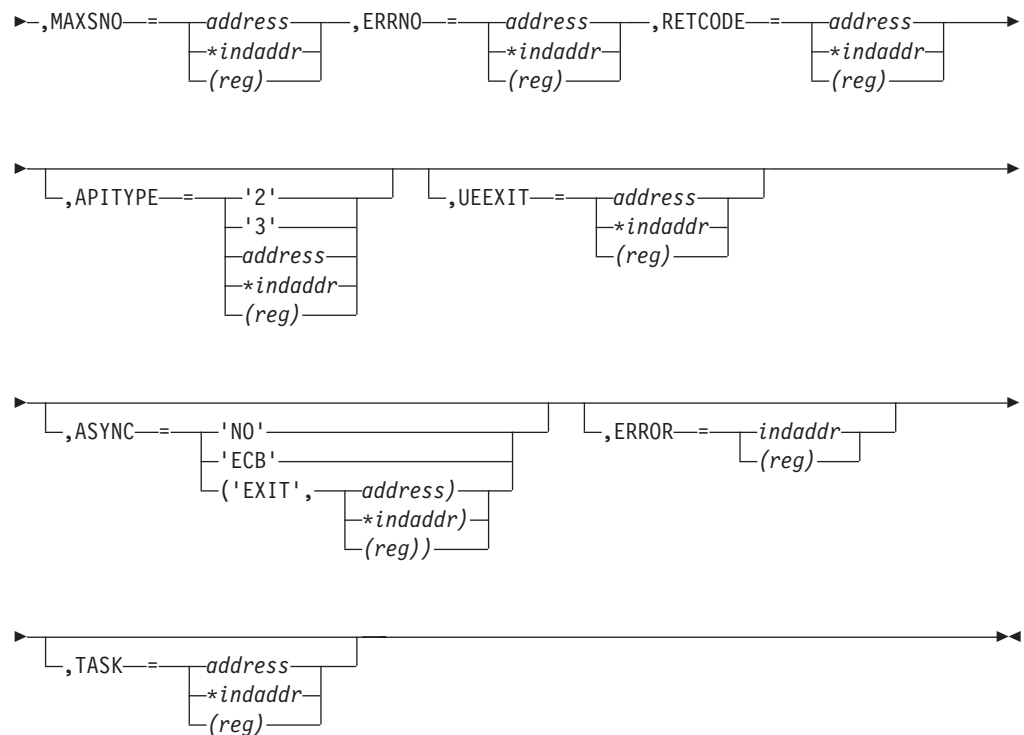 ,MAXSNO = address ,ERRNO = address ,RETCODE = address
*indaddr *indaddr *indaddr
(reg) (reg) (reg)
,APITYPE = '2' ,UEEXIT = address
'3' *indaddr
address (reg)
*indaddr
(reg)
,ASYNC = 'NO' ,ERROR = indaddr
'ECB' (reg)
('EXIT', address)
*indaddr)
(reg))
,TASK = address
*indaddr
(reg)